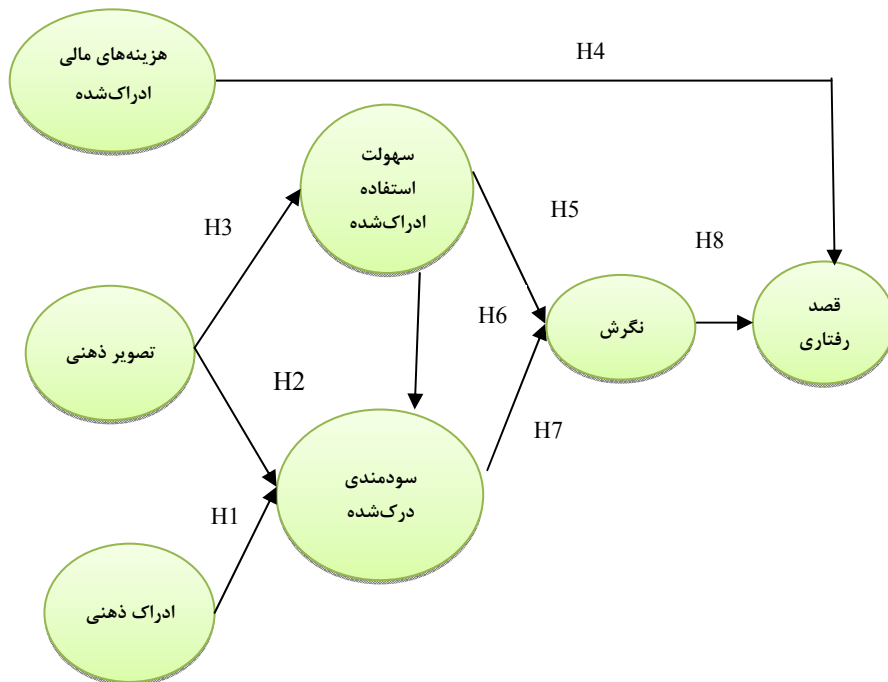 هزینه‌های مالی
ادراک‌شده
H4
سهولت
استفاده
ادراک‌شده
H3
H5
H8
H6
تصویر ذهنی
نگرش
قصد
رفتاری
H2
H7
سودمندی
درک‌شده
H1
ادراک ذهنی